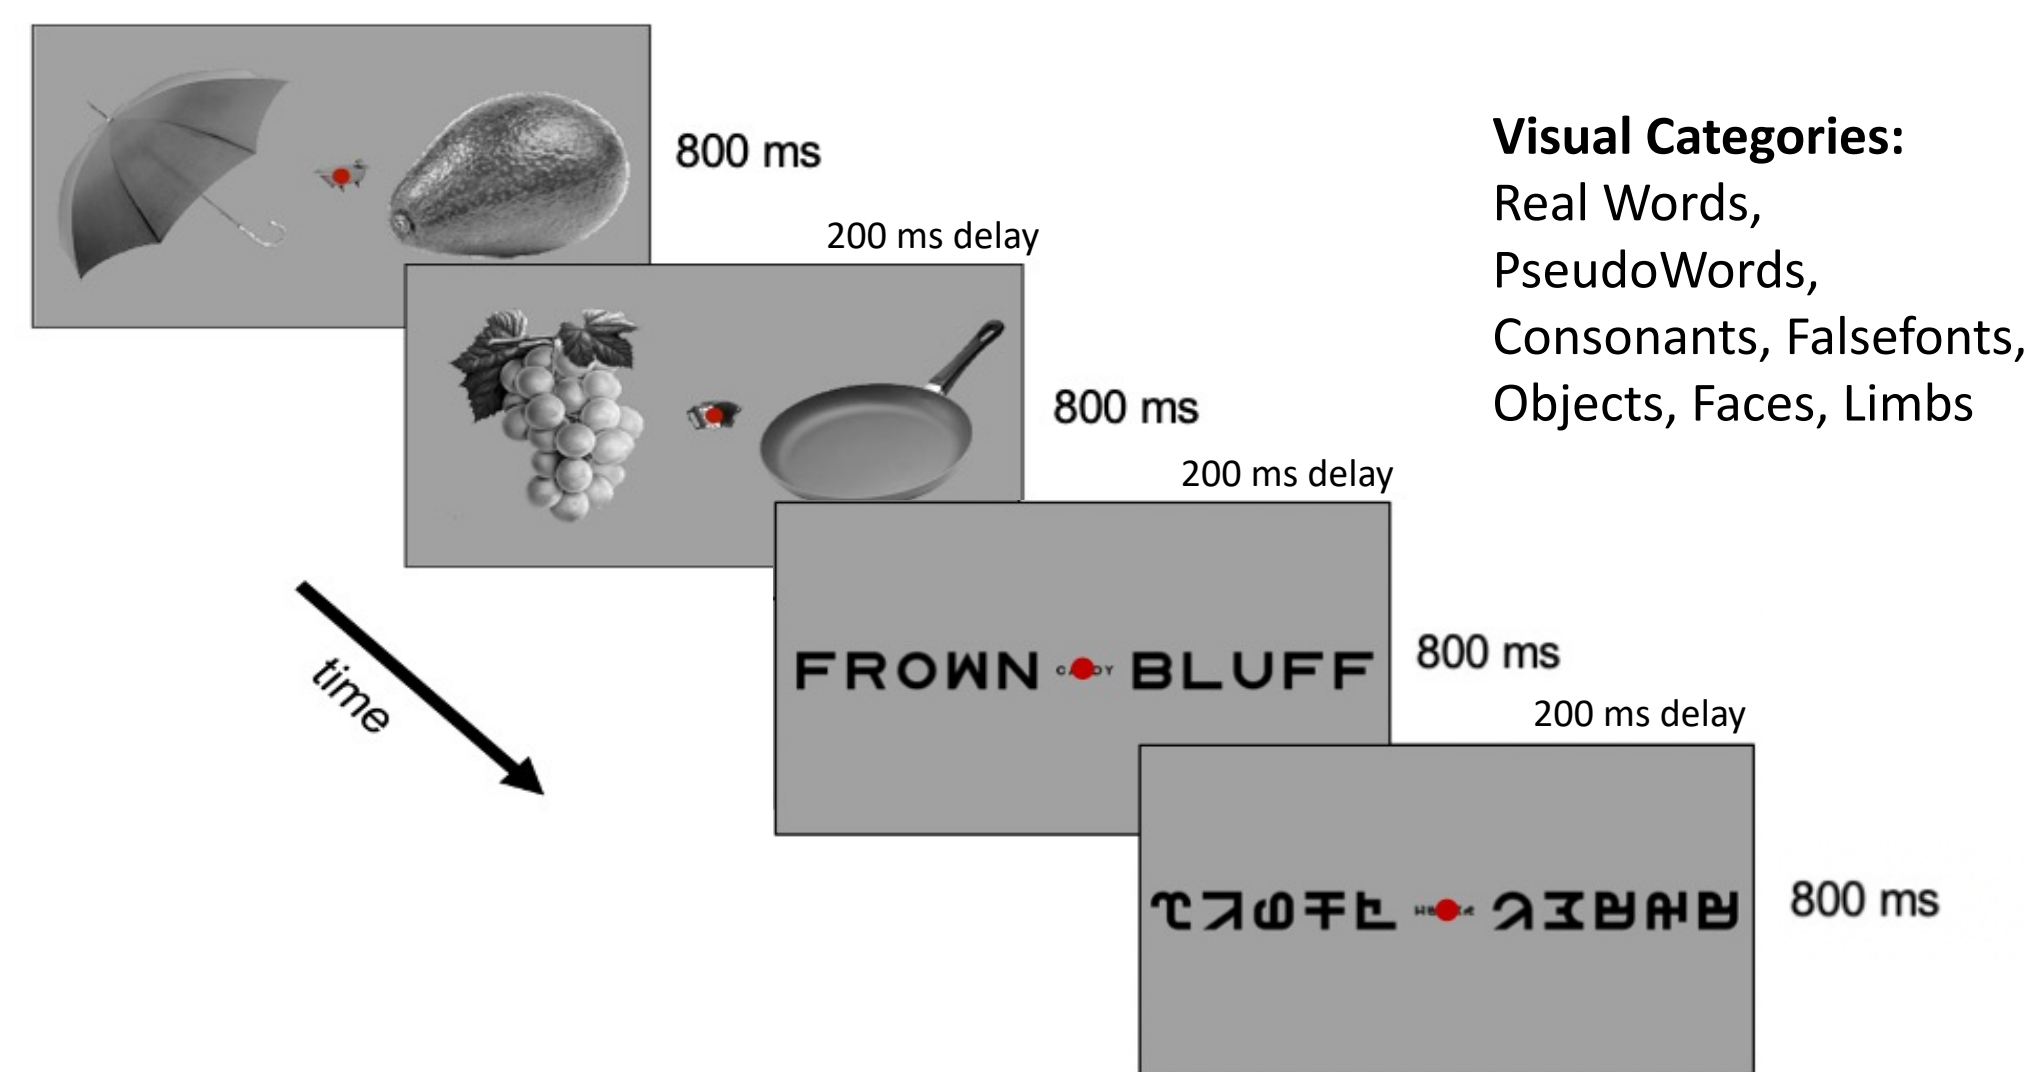 800 ms
200 ms delay
Visual Categories:
Real Words,
PseudoWords,
Consonants, Falsefonts,
Objects, Faces, Limbs
800 ms
200 ms delay
FROWN BLUFF
800 ms
200 ms delay
time
800 ms